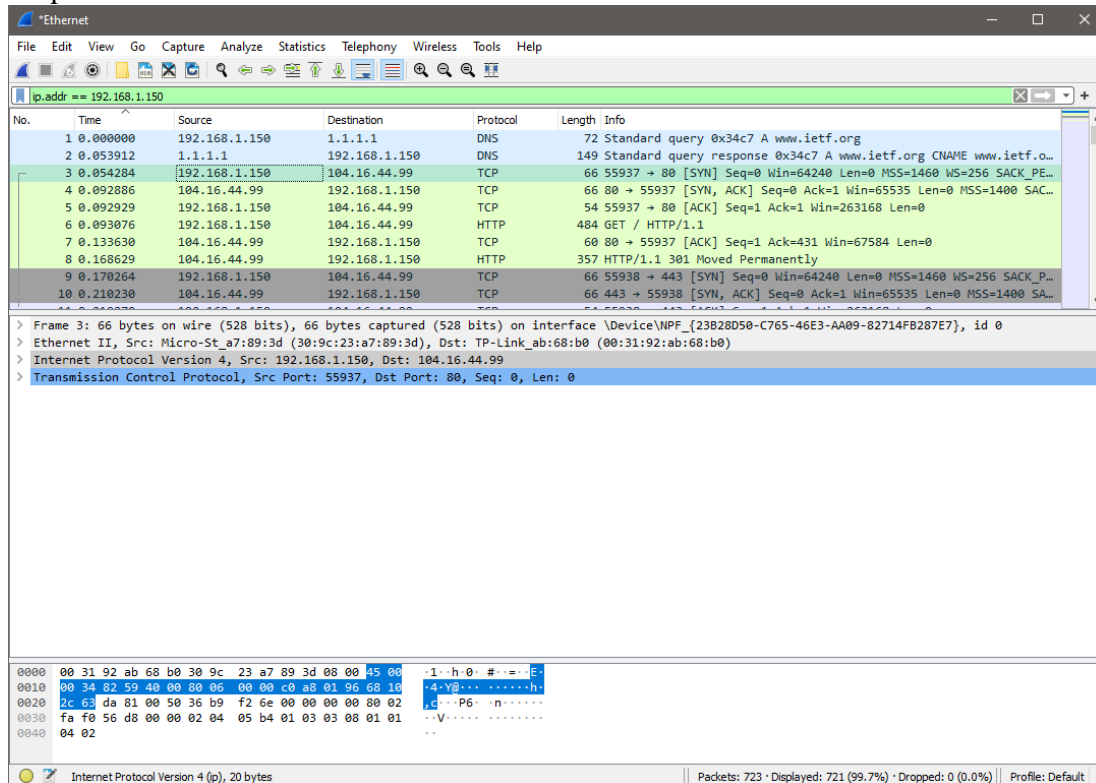 *Ethernet
File Edit View Go Capture Analyze Statistics Telephony Wireless Tools Help
ip.addr == 192.168.1.150
No. Time Source Destination Protocol Length Info
1 0.000000 192.168.1.150 1.1.1.1 DNS 72 Standard query 0x34c7 A www.ietf.org
2 0.053912 1.1.1.1 192.168.1.150 DNS 149 Standard query response 0x34c7 A www.ietf.org CNAME www.ietf.o…
3 0.054284 192.168.1.150 104.16.44.99 TCP 66 55937 → 80 [SYN] Seq=0 Win=64240 Len=0 MSS=1460 WS=256 SACK_PE…
4 0.092886 104.16.44.99 192.168.1.150 TCP 66 80 → 55937 [SYN, ACK] Seq=0 Ack=1 Win=65535 Len=0 MSS=1400 SAC…
5 0.092929 192.168.1.150 104.16.44.99 TCP 54 55937 → 80 [ACK] Seq=1 Ack=1 Win=263168 Len=0
6 0.093076 192.168.1.150 104.16.44.99 HTTP 484 GET / HTTP/1.1
7 0.133630 104.16.44.99 192.168.1.150 TCP 60 80 → 55937 [ACK] Seq=1 Ack=431 Win=67584 Len=0
8 0.168629 104.16.44.99 192.168.1.150 HTTP 357 HTTP/1.1 301 Moved Permanently
9 0.170264 192.168.1.150 104.16.44.99 TCP 66 55938 → 443 [SYN] Seq=0 Win=64240 Len=0 MSS=1460 WS=256 SACK_P…
10 0.210230 104.16.44.99 192.168.1.150 TCP 66 443 → 55938 [SYN, ACK] Seq=0 Ack=1 Win=65535 Len=0 MSS=1400 SA…
> Frame 3: 66 bytes on wire (528 bits), 66 bytes captured (528 bits) on interface \Device\NPF_{23B28D50-C765-46E3-AA09-82714FB287E7}, id 0
> Ethernet II, Src: Micro-St_a7:89:3d (30:9c:23:a7:89:3d), Dst: TP-Link_ab:68:b0 (00:31:92:ab:68:b0)
> Internet Protocol Version 4, Src: 192.168.1.150, Dst: 104.16.44.99
> Transmission Control Protocol, Src Port: 55937, Dst Port: 80, Seq: 0, Len: 0
0000 00 31 92 ab 68 b0 30 9c 23 a7 89 3d 08 00 45 00 ·1··h·0· #··=··E·
0010 00 34 82 59 40 00 80 06 00 00 c0 a8 01 96 68 10 ·4·Y@··· ······h·
0020 2c 63 da 81 00 50 36 b9 f2 6e 00 00 00 00 80 02 ,c···P6· ·n······
0030 fa f0 56 d8 00 00 02 04 05 b4 01 03 03 08 01 01 ··V····· ········
0040 04 02 ··
Internet Protocol Version 4 (ip), 20 bytes Packets: 723 · Displayed: 721 (99.7%) · Dropped: 0 (0.0%) Profile: Default